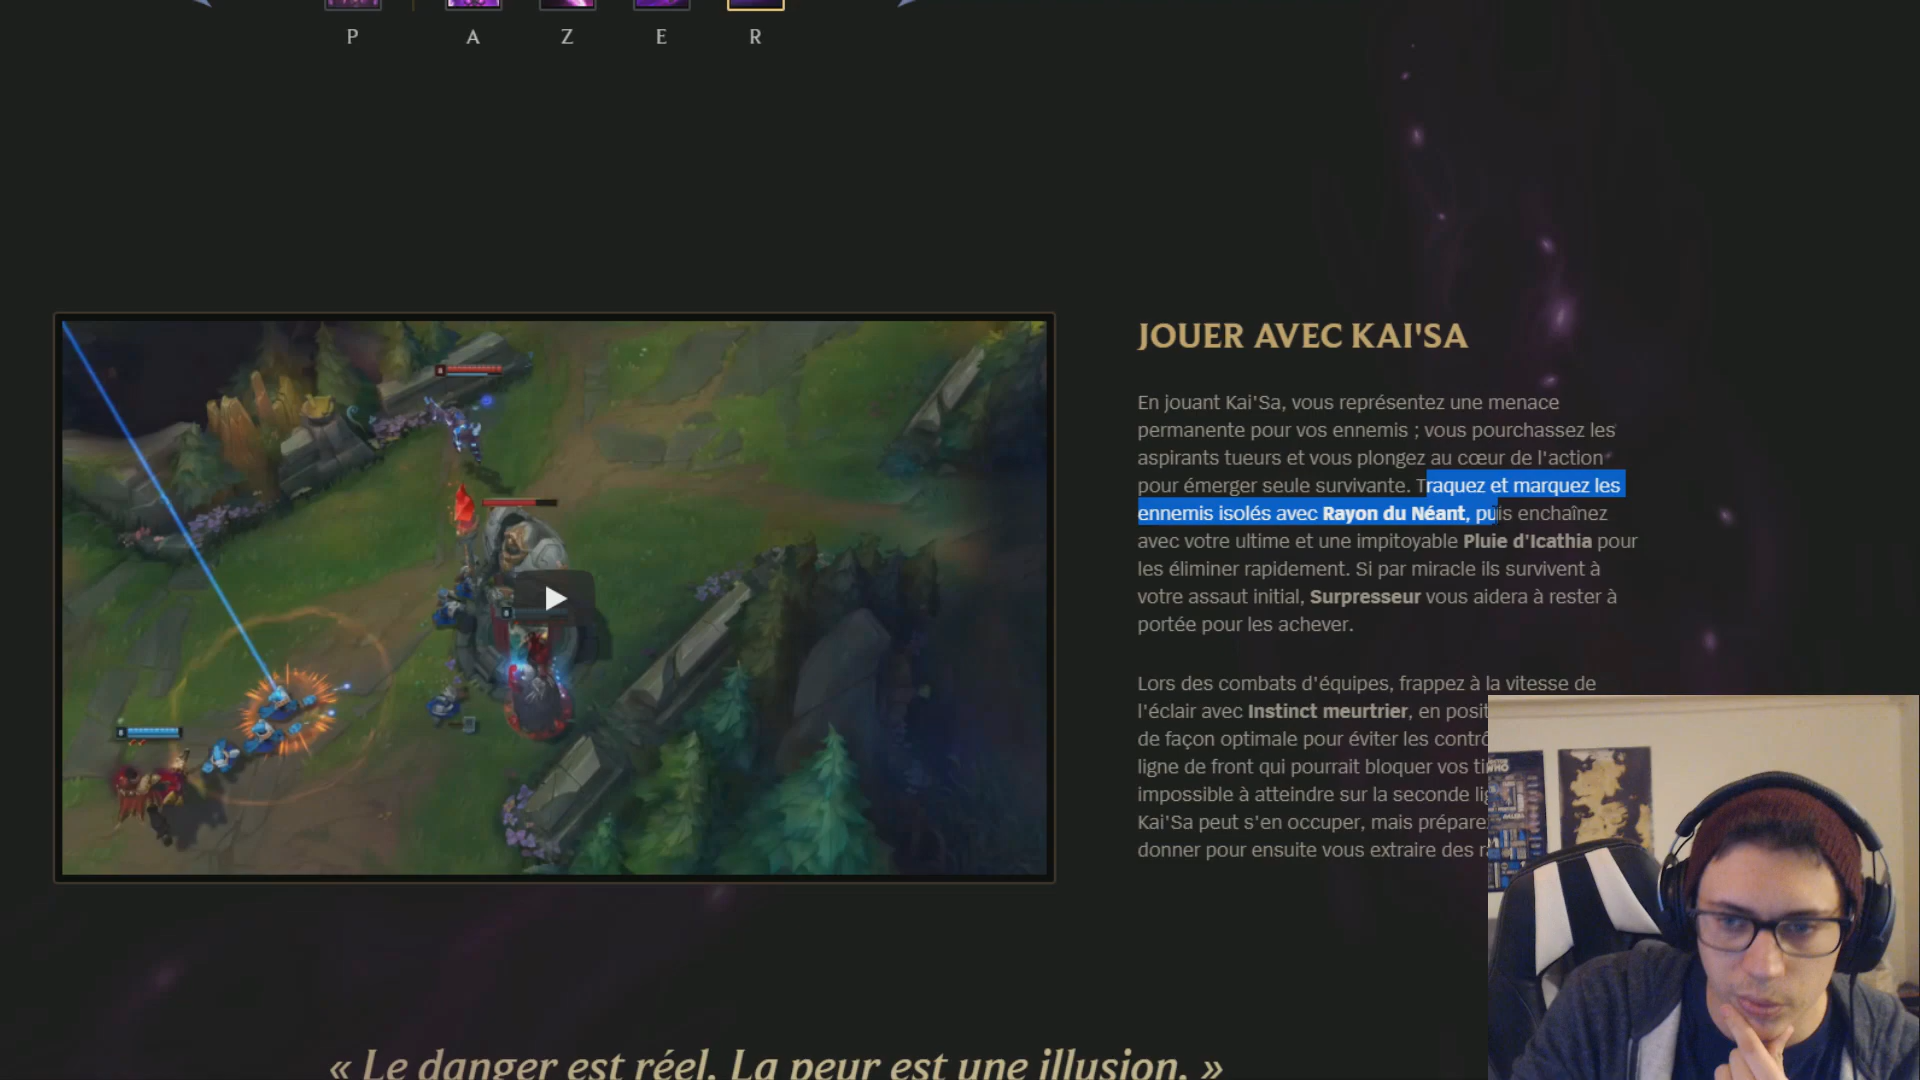 P A Z E R
JOUER AVEC KAI'SA
En jouant Kai'Sa, vous représentez une menace
permanente pour vos ennemis ; vous pourchassez les
aspirants tueurs et vous plongez au cœur de l'action
pour émerger seule survivante. Traquez et marquez les
ennemis isolés avec Rayon du Néant, puis enchaînez
avec votre ultime et une impitoyable Pluie d'Icathia pour
les éliminer rapidement. Si par miracle ils survivent à
votre assaut initial, Surpresseur vous aidera à rester à
portée pour les achever.
Lors des combats d'équipes, frappez à la vitesse de
l'éclair avec Instinct meurtrier, en posit
de façon optimale pour éviter les contrô
ligne de front qui pourrait bloquer vos ti
impossible à atteindre sur la seconde lig
Kai'Sa peut s'en occuper, mais prépare
donner pour ensuite vous extraire des r
« Le danger est réel. La peur est une illusion. »